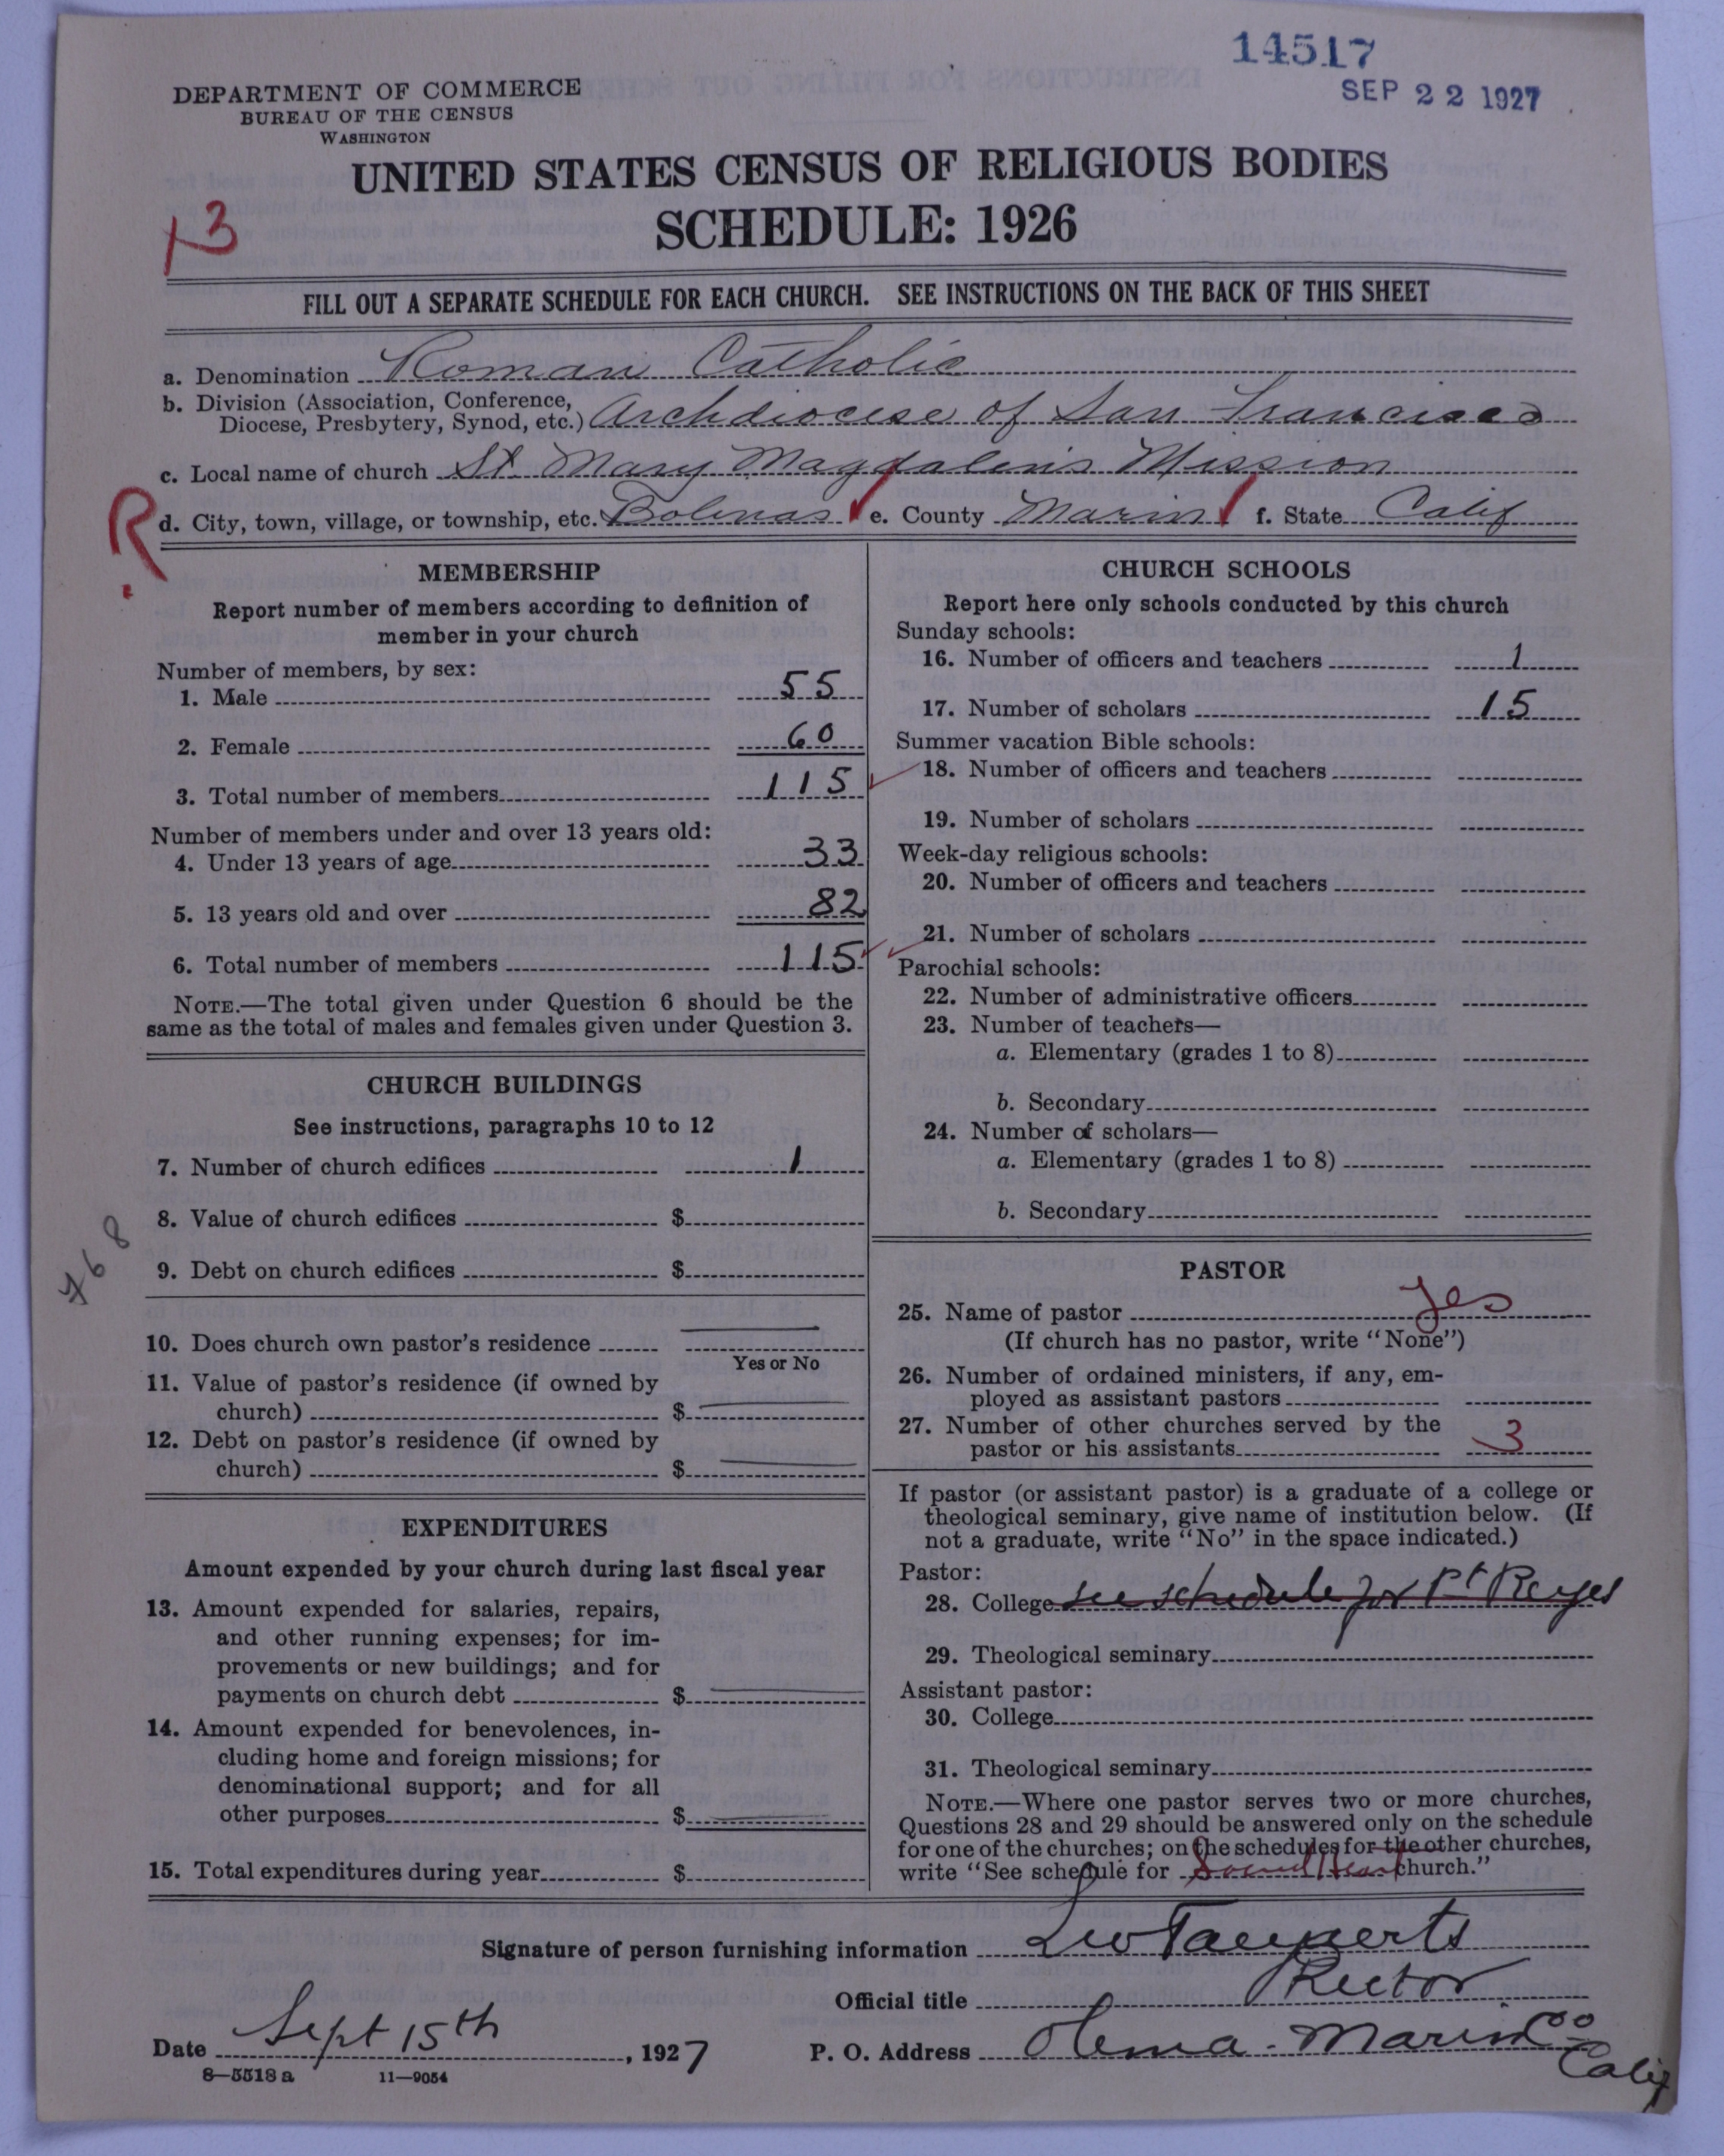 14517
SEP 22 1927
DEPARTMENT OF COMMERCE
BUREAU OF THE CENSUS
WASHINGTON
UNITED STATES CENSUS OF RELIGIOUS BODIES
SCHEDULE: 1926
13
FILL OUT A SEPARATE SCHEDULE FOR EACH CHURCH. SEE INSTRUCTIONS ON THE BACK OF THIS SHEET
a. Denomination Roman Catholic
b. Division (Association, Conference, Diocese, Presbytery, Synod, etc.) Archdiocese of San Francisco
c. Local name of church St Mary Magdalen's Mission
R d. City, town, village, or township, etc. Bolinas e. County Marin f. State Calif
MEMBERSHIP
Report number of members according to definition of
member in your church
Number of members, by sex:
1. Male 55
2. Female 60
3. Total number of members 115
Number of members under and over 13 years old:
4. Under 13 years of age 33
5. 13 years old and over 82
6. Total number of members 115
NOTE.—The total given under Question 6 should be the
same as the total of males and females given under Question 3.
CHURCH BUILDINGS
See instructions, paragraphs 10 to 12
7. Number of church edifices 1
8. Value of church edifices $
9. Debt on church edifices $
468
10. Does church own pastor's residence
Yes or No
11. Value of pastor's residence (if owned by
church) $
12. Debt on pastor's residence (if owned by
church) $
EXPENDITURES
Amount expended by your church during last fiscal year
13. Amount expended for salaries, repairs,
and other running expenses; for im-
provements or new buildings; and for
payments on church debt $
14. Amount expended for benevolences, in-
cluding home and foreign missions; for
denominational support; and for all
other purposes $
15. Total expenditures during year $
CHURCH SCHOOLS
Report here only schools conducted by this church
Sunday schools:
16. Number of officers and teachers 1
17. Number of scholars 15
Summer vacation Bible schools:
18. Number of officers and teachers
19. Number of scholars
Week-day religious schools:
20. Number of officers and teachers
21. Number of scholars
Parochial schools:
22. Number of administrative officers
23. Number of teachers—
a. Elementary (grades 1 to 8)
b. Secondary
24. Number of scholars—
a. Elementary (grades 1 to 8)
b. Secondary
PASTOR
25. Name of pastor Yes
(If church has no pastor, write "None")
26. Number of ordained ministers, if any, em-
ployed as assistant pastors
27. Number of other churches served by the
pastor or his assistants 3
If pastor (or assistant pastor) is a graduate of a college or
theological seminary, give name of institution below. (If
not a graduate, write "No" in the space indicated.)
Pastor:
28. College see schedule for Pt Reyes
29. Theological seminary
Assistant pastor:
30. College
31. Theological seminary
NOTE.—Where one pastor serves two or more churches,
Questions 28 and 29 should be answered only on the schedule
for one of the churches; on the schedules for the other churches,
write "See schedule for Sacred Heart church."
Signature of person furnishing information Leo
Official title Rector
Date Sept 15th, 1927 P. O. Address Olema - Marin Co
Calif
8-5518 a 11-9054